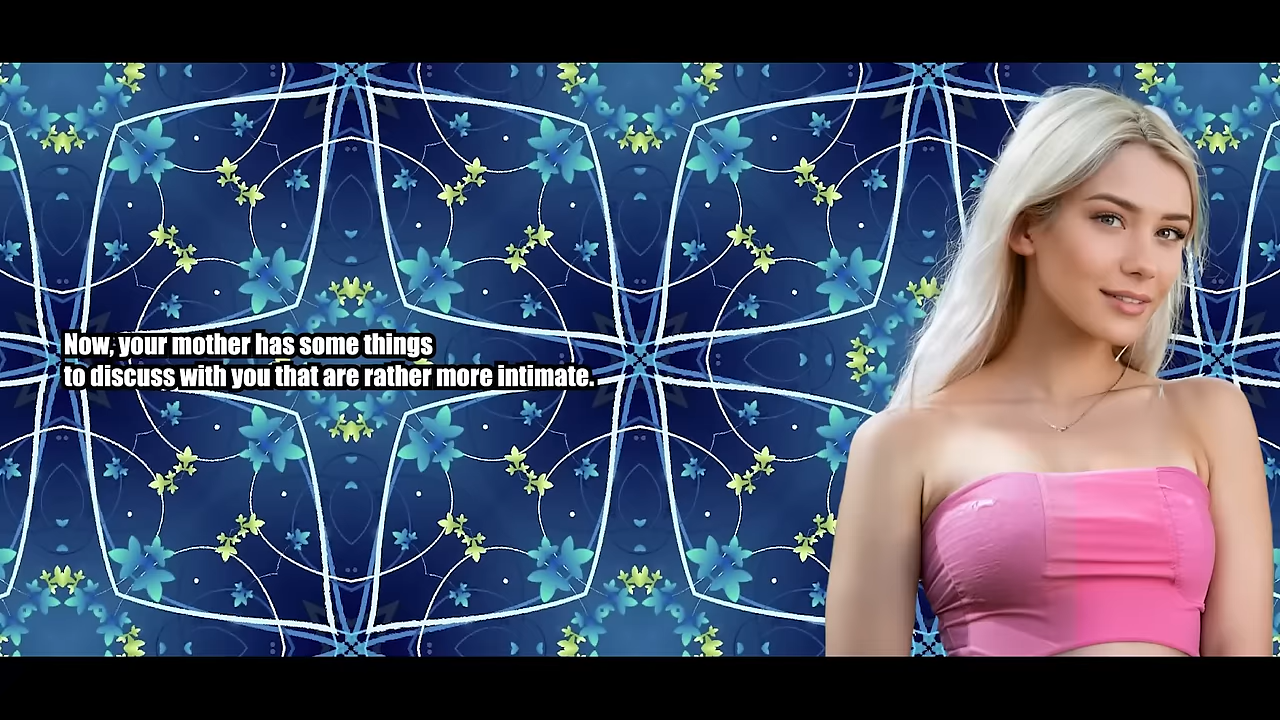 Now, your mother has some things
to discuss with you that are rather more intimate.